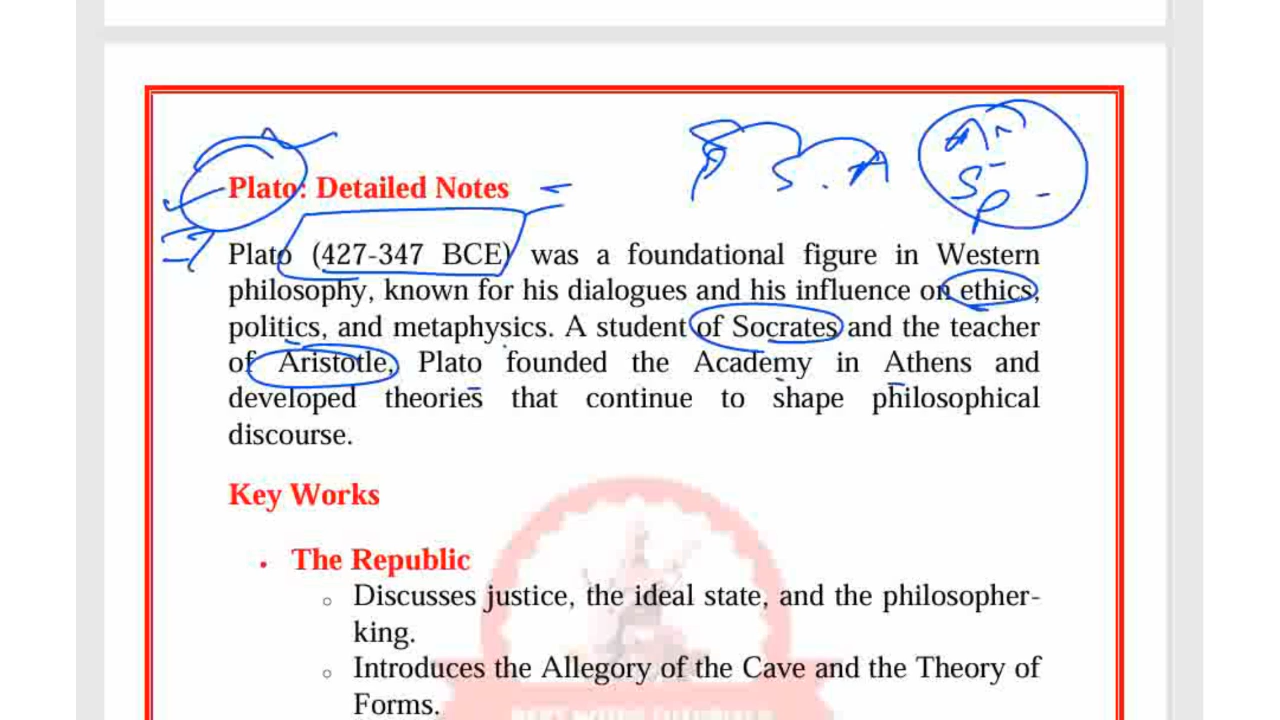 Plato: Detailed Notes
Plato (427-347 BCE) was a foundational figure in Western
philosophy, known for his dialogues and his influence on ethics,
politics, and metaphysics. A student of Socrates and the teacher
of Aristotle, Plato founded the Academy in Athens and
developed theories that continue to shape philosophical
discourse.
Key Works
• The Republic
○ Discusses justice, the ideal state, and the philosopher-
king.
○ Introduces the Allegory of the Cave and the Theory of
Forms.